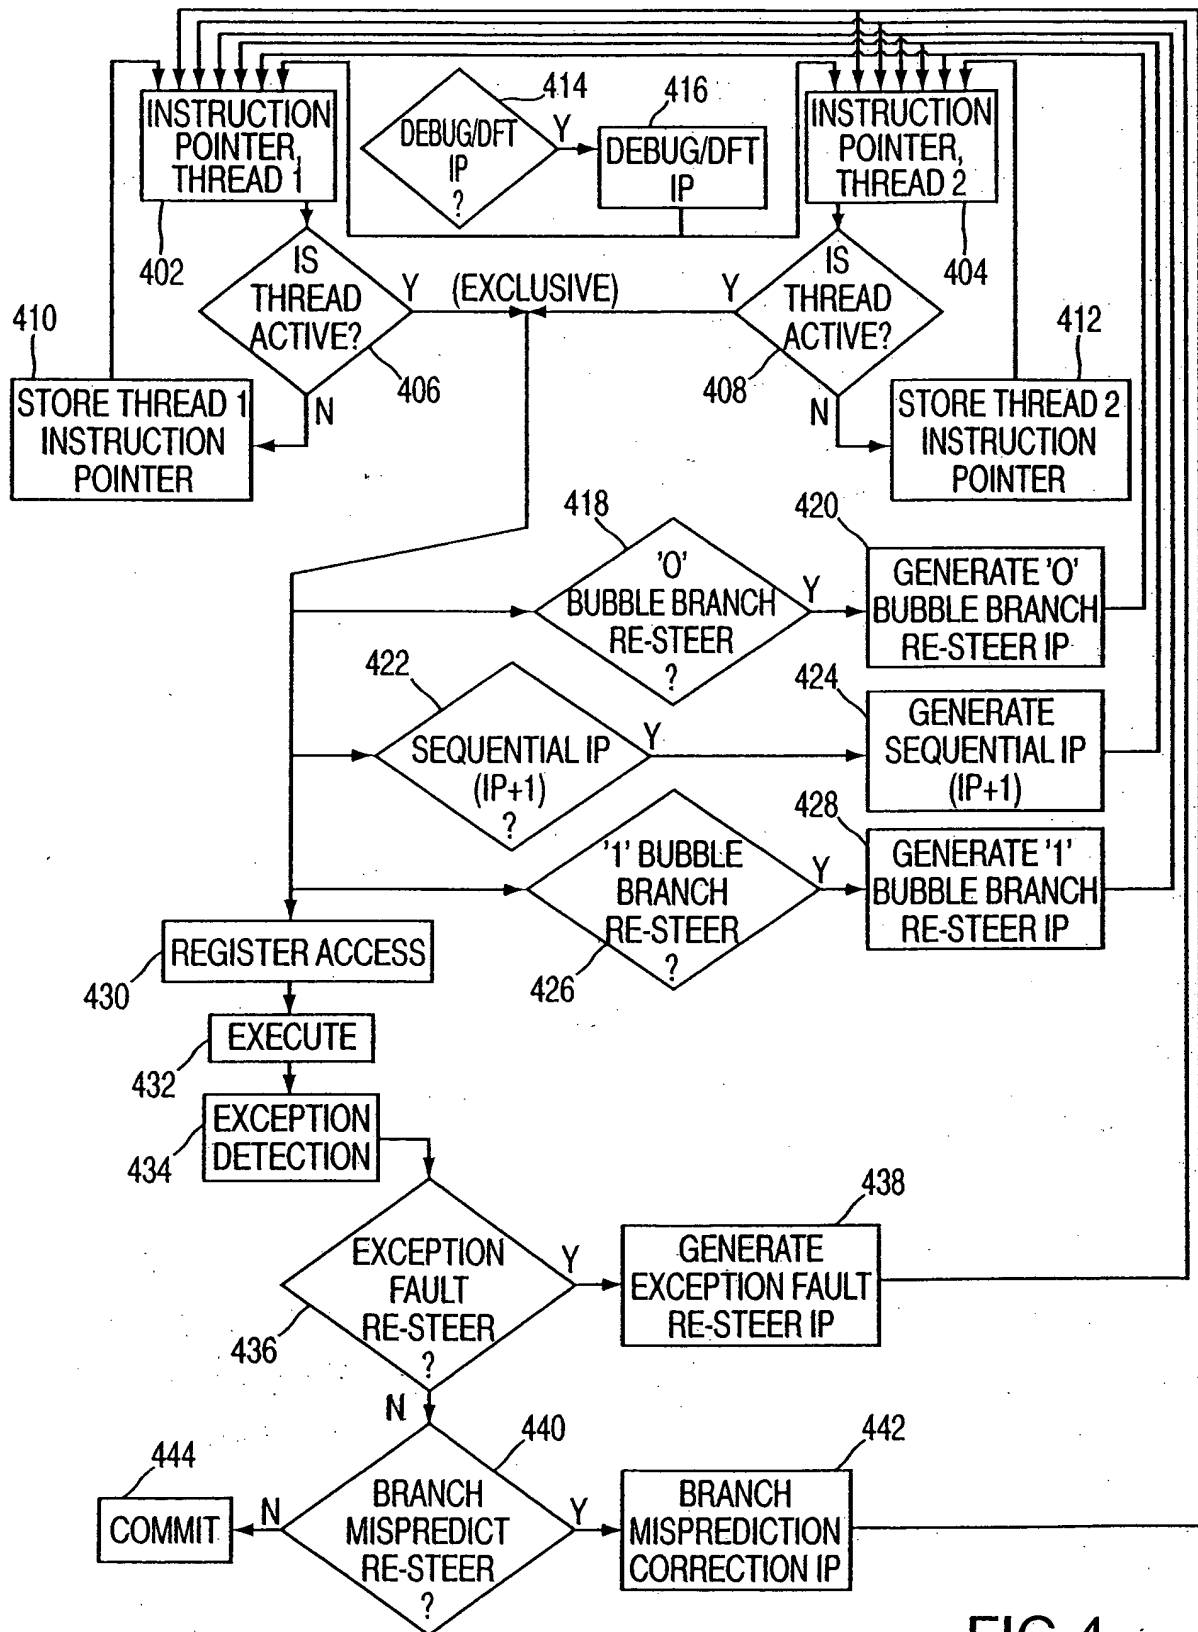 414
416
INSTRUCTION
POINTER,
THREAD 1
DEBUG/DFT
IP
?
Y
DEBUG/DFT
IP
INSTRUCTION
POINTER,
THREAD 2
402
404
IS
THREAD
ACTIVE?
Y
(EXCLUSIVE)
Y
IS
THREAD
ACTIVE?
410
412
406
408
STORE THREAD 1
INSTRUCTION
POINTER
N
N
STORE THREAD 2
INSTRUCTION
POINTER
418
420
'0'
BUBBLE BRANCH
RE-STEER
?
Y
GENERATE '0'
BUBBLE BRANCH
RE-STEER IP
422
424
SEQUENTIAL IP
(IP+1)
?
Y
GENERATE
SEQUENTIAL IP
(IP+1)
428
'1' BUBBLE
BRANCH
RE-STEER
?
Y
GENERATE '1'
BUBBLE BRANCH
RE-STEER IP
426
REGISTER ACCESS
430
EXECUTE
432
EXCEPTION
DETECTION
434
438
EXCEPTION
FAULT
RE-STEER
?
Y
GENERATE
EXCEPTION FAULT
RE-STEER IP
436
N
440
442
444
COMMIT
N
BRANCH
MISPREDICT
RE-STEER
?
Y
BRANCH
MISPREDICTION
CORRECTION IP
FIG.4